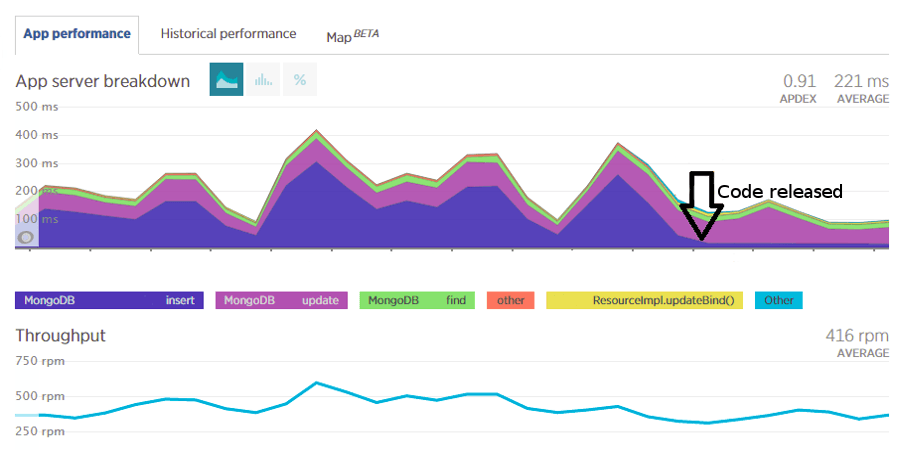 App performance Historical performance Map BETA
App server breakdown % 0.91 221 ms
APDEX AVERAGE
500 ms
400 ms
300 ms
200 ms
100 ms
Code released
MongoDB insert MongoDB update MongoDB find other ResourceImpl.updateBind() Other
Throughput 416 rpm
AVERAGE
750 rpm
500 rpm
250 rpm